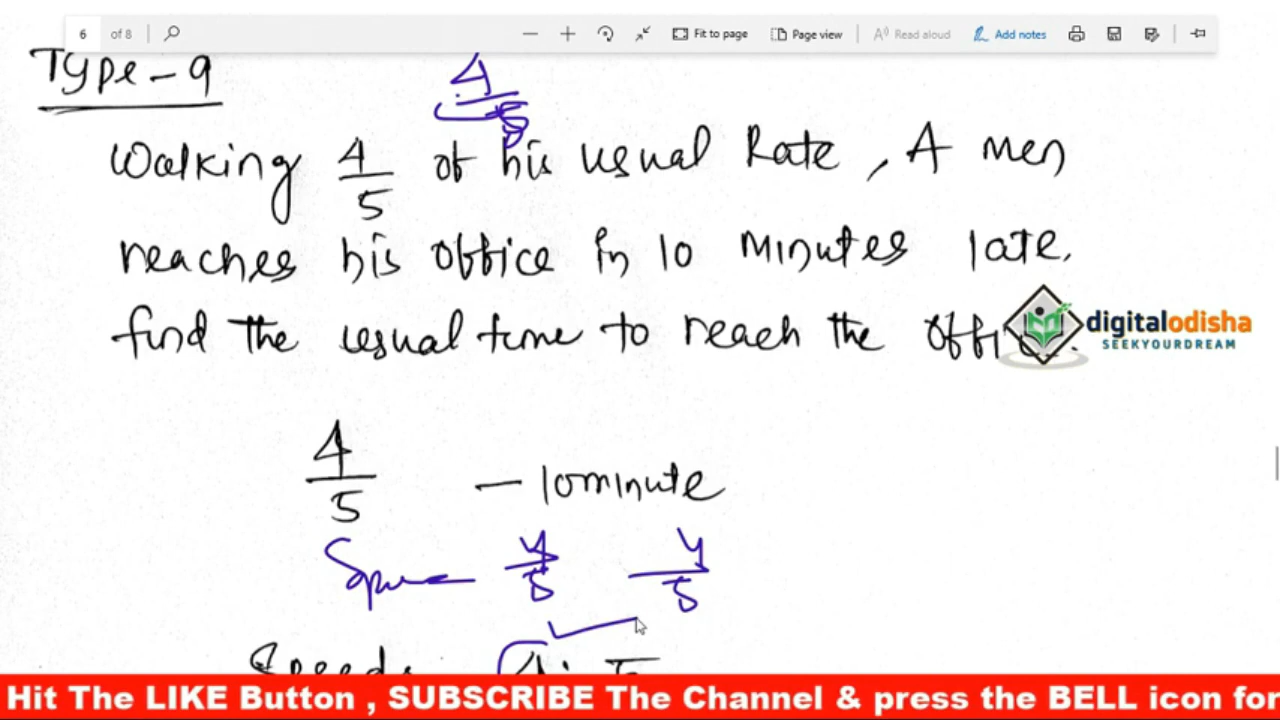 6 of 8 Fit to page Page view Read aloud Add notes
Type-9
4
5
Walking 4/5 of his usual Rate, A men
reaches his office in 10 minutes late.
find the usual time to reach the
digitalodisha
SEEKYOURDREAM
4/5 - 10 minute
4/5 4/5
Hit The LIKE Button , SUBSCRIBE The Channel & press the BELL icon for